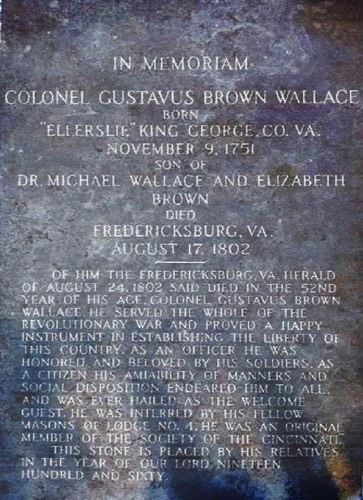 IN MEMORIAM
COLONEL GUSTAVUS BROWN WALLACE
BORN
"ELLERSLIE" KING GEORGE, CO. VA.
NOVEMBER 9, 1751
SON OF
DR. MICHAEL WALLACE AND ELIZABETH
BROWN
DIED
FREDERICKSBURG, VA.
AUGUST 17, 1802
OF HIM THE FREDERICKSBURG, VA. HERALD
OF AUGUST 24, 1802 SAID DIED IN THE 52ND
YEAR OF HIS AGE, COLONEL GUSTAVUS BROWN
WALLACE. HE SERVED THE WHOLE OF THE
REVOLUTIONARY WAR AND PROVED A HAPPY
INSTRUMENT IN ESTABLISHING THE LIBERTY OF
THIS COUNTRY. AS AN OFFICER HE WAS
HONORED AND BELOVED BY HIS SOLDIERS. AS
A CITIZEN HIS AMIABILITY OF MANNERS AND
SOCIAL DISPOSITION ENDEARED HIM TO ALL,
AND WAS EVER HAILED AS THE WELCOME
GUEST. HE WAS INTERRED BY HIS FELLOW
MASONS OF LODGE NO. 4. HE WAS AN ORIGINAL
MEMBER OF THE SOCIETY OF THE CINCINNATI.
THIS STONE IS PLACED BY HIS RELATIVES
IN THE YEAR OF OUR LORD NINETEEN
HUNDRED AND SIXTY.